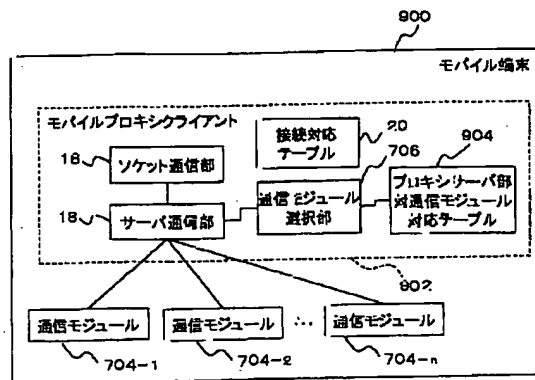 900
モバイル端末
モバイルプロキシクライアント
接続対応
テーブル
20
904
706
16
ソケット通信部
通信モジュール
選択部
プロキシサーバ部
対通信モジュール
対応テーブル
18
サーバ通信部
902
通信モジュール
通信モジュール
...
通信モジュール
704-1
704-2
704-n